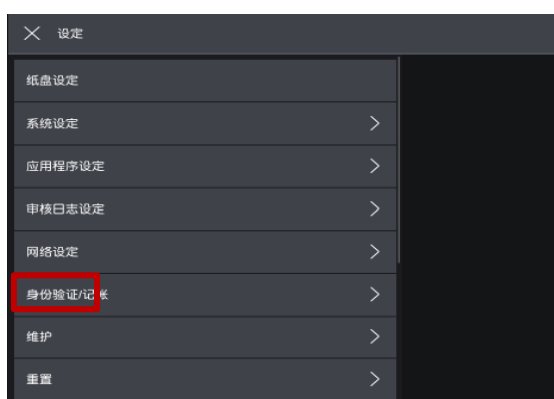 设定
纸盘设定
系统设定
应用程序设定
审核日志设定
网络设定
身份验证/记账
维护
重置